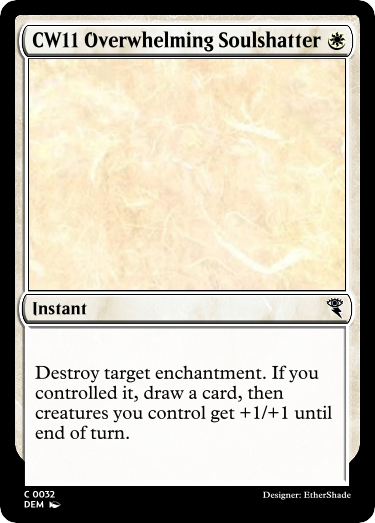 CW11 Overwhelming Soulshatter
Instant
Destroy target enchantment. If you
controlled it, draw a card, then
creatures you control get +1/+1 until
end of turn.
C 0032
DEM
Designer: EtherShade